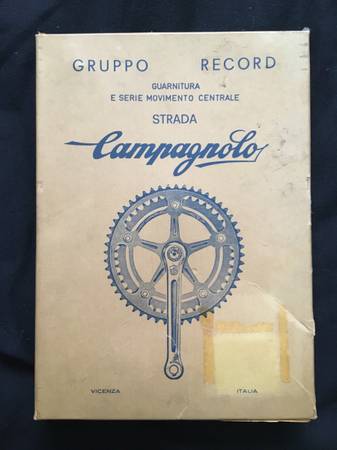 GRUPPO RECORD
GUARNITURA
E SERIE MOVIMENTO CENTRALE
STRADA
Campagnolo
VICENZA ITALIA